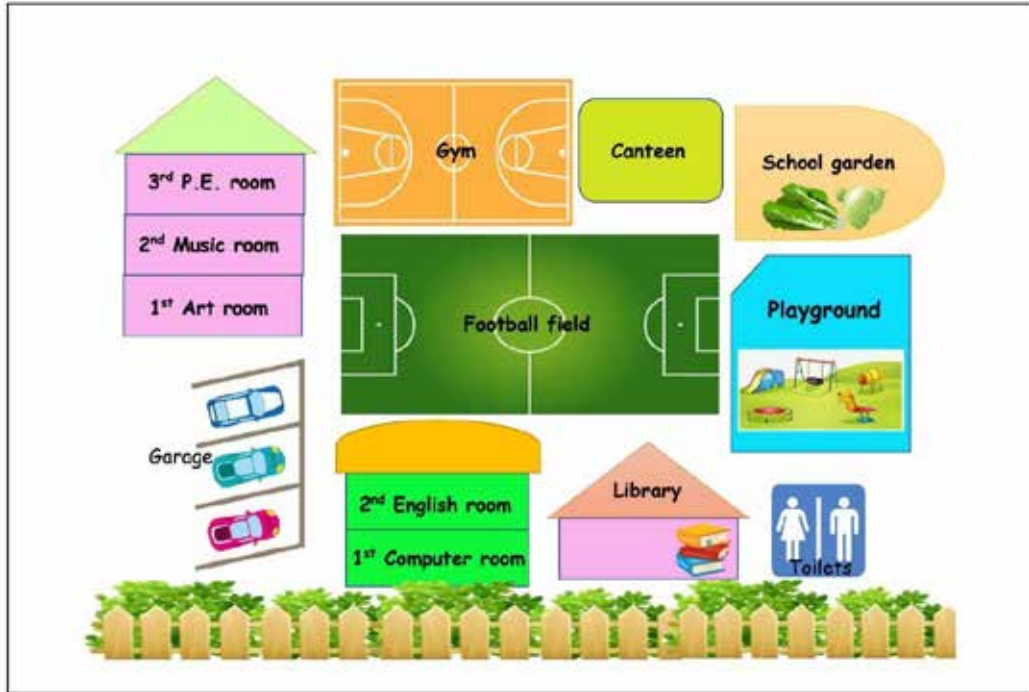 3rd P.E. room
2nd Music room
1st Art room
Gym
Canteen
School garden
Football field
Playground
Garage
2nd English room
1ST Computer room
Library
Toilets